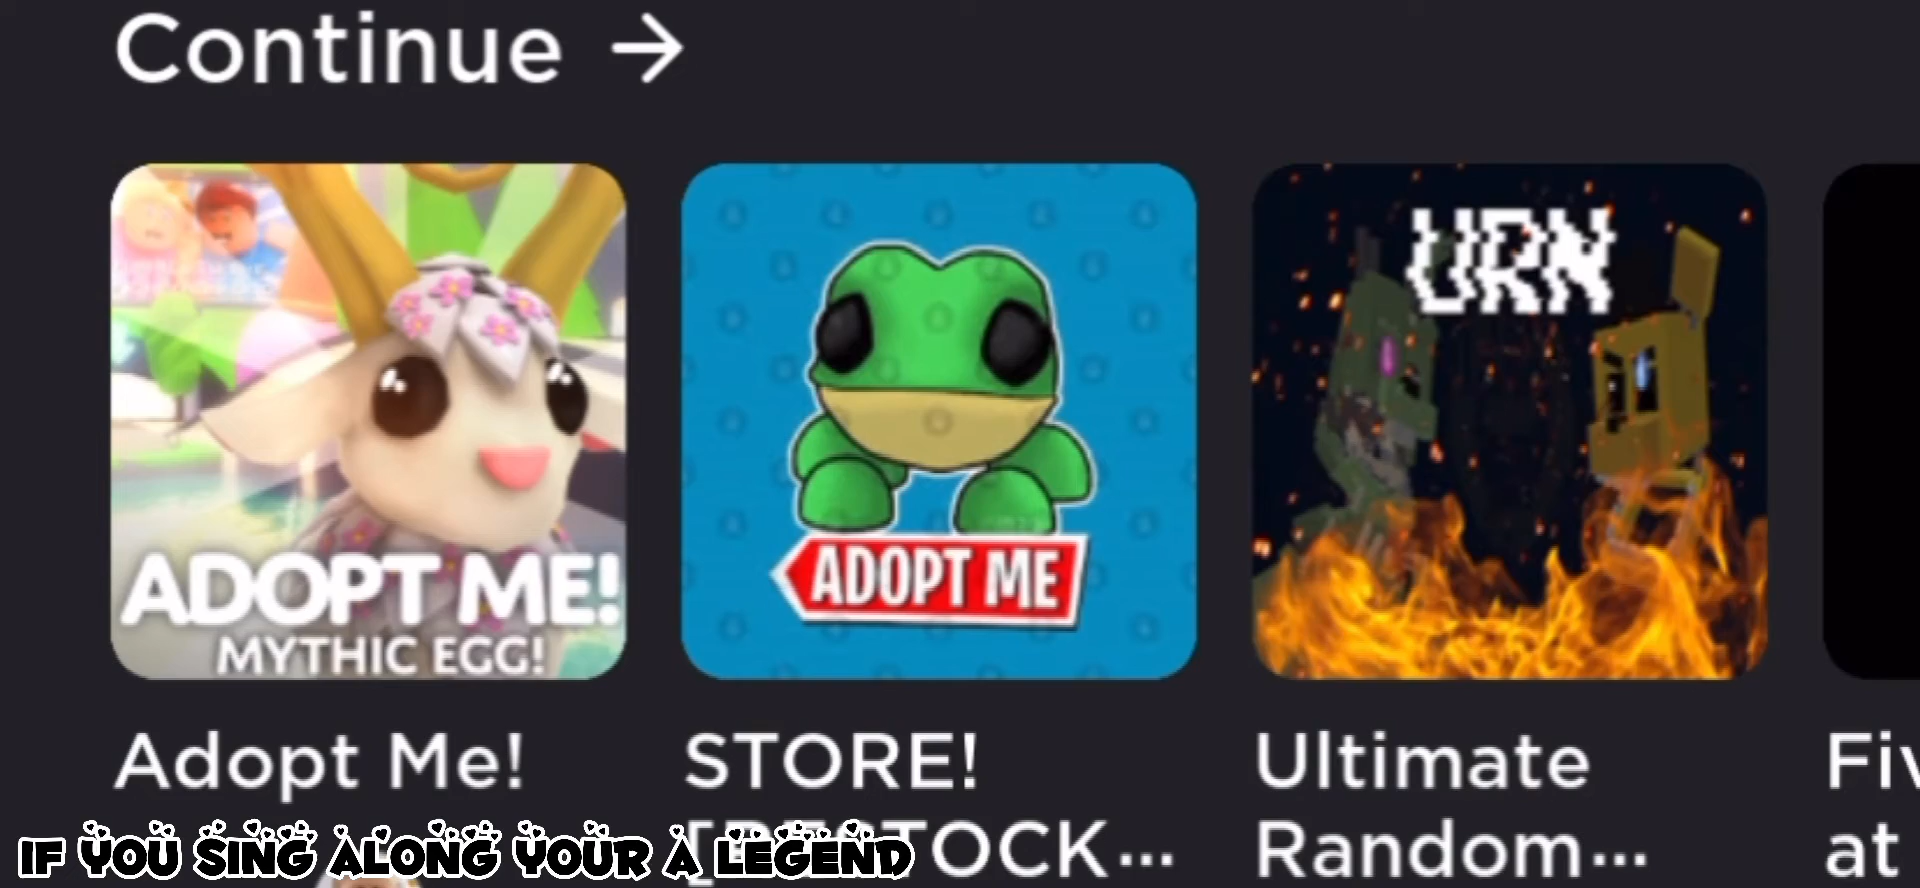 Continue →
ADOPT ME!
MYTHIC EGG!
ADOPT ME
URN
Adopt Me!
STORE!
Ultimate
Random...
at
IF YOU SING ALONG YOUR A LEGEND